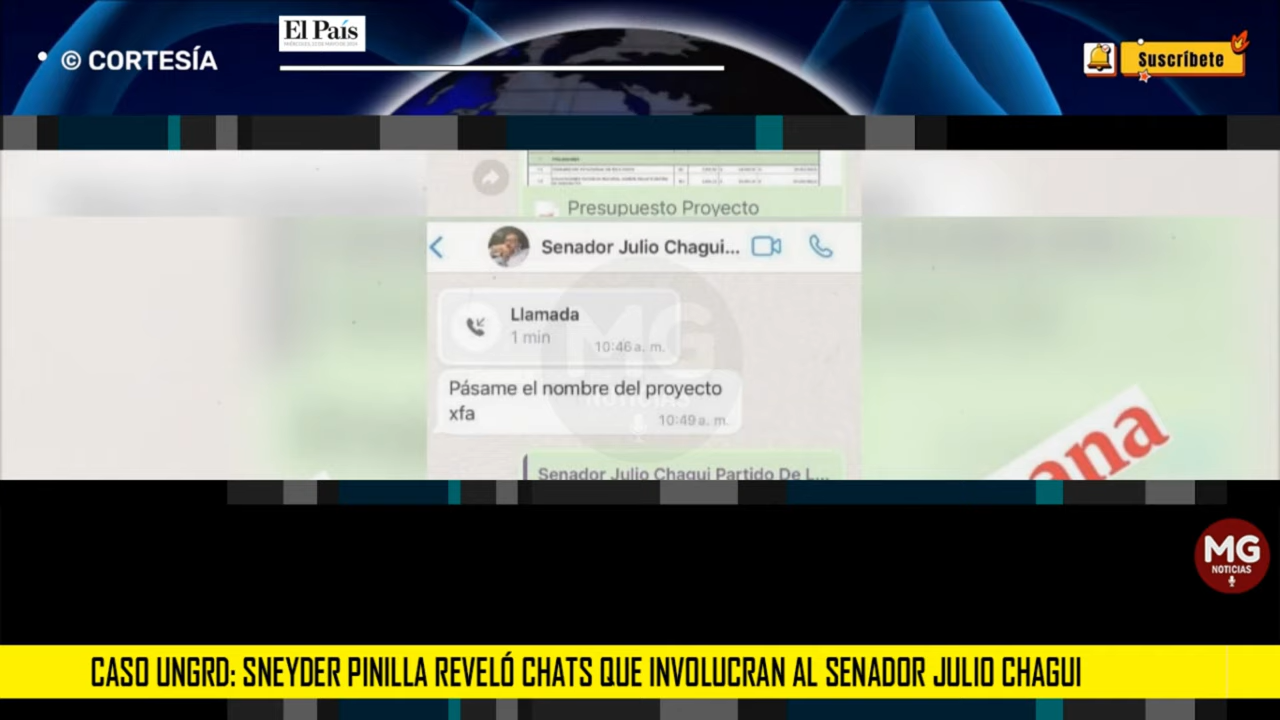 El País
© CORTESÍA
Suscríbete
Presupuesto Proyecto
Senador Julio Chagui...
Llamada
1 min
10:46 a. m.
Pásame el nombre del proyecto
xfa
10:49 a. m.
MG
NOTICIAS
Senador Julio Chagui Partido De L...
ana
MG
NOTICIAS
CASO UNGRD: SNEYDER PINILLA REVELÓ CHATS QUE INVOLUCRAN AL SENADOR JULIO CHAGUI